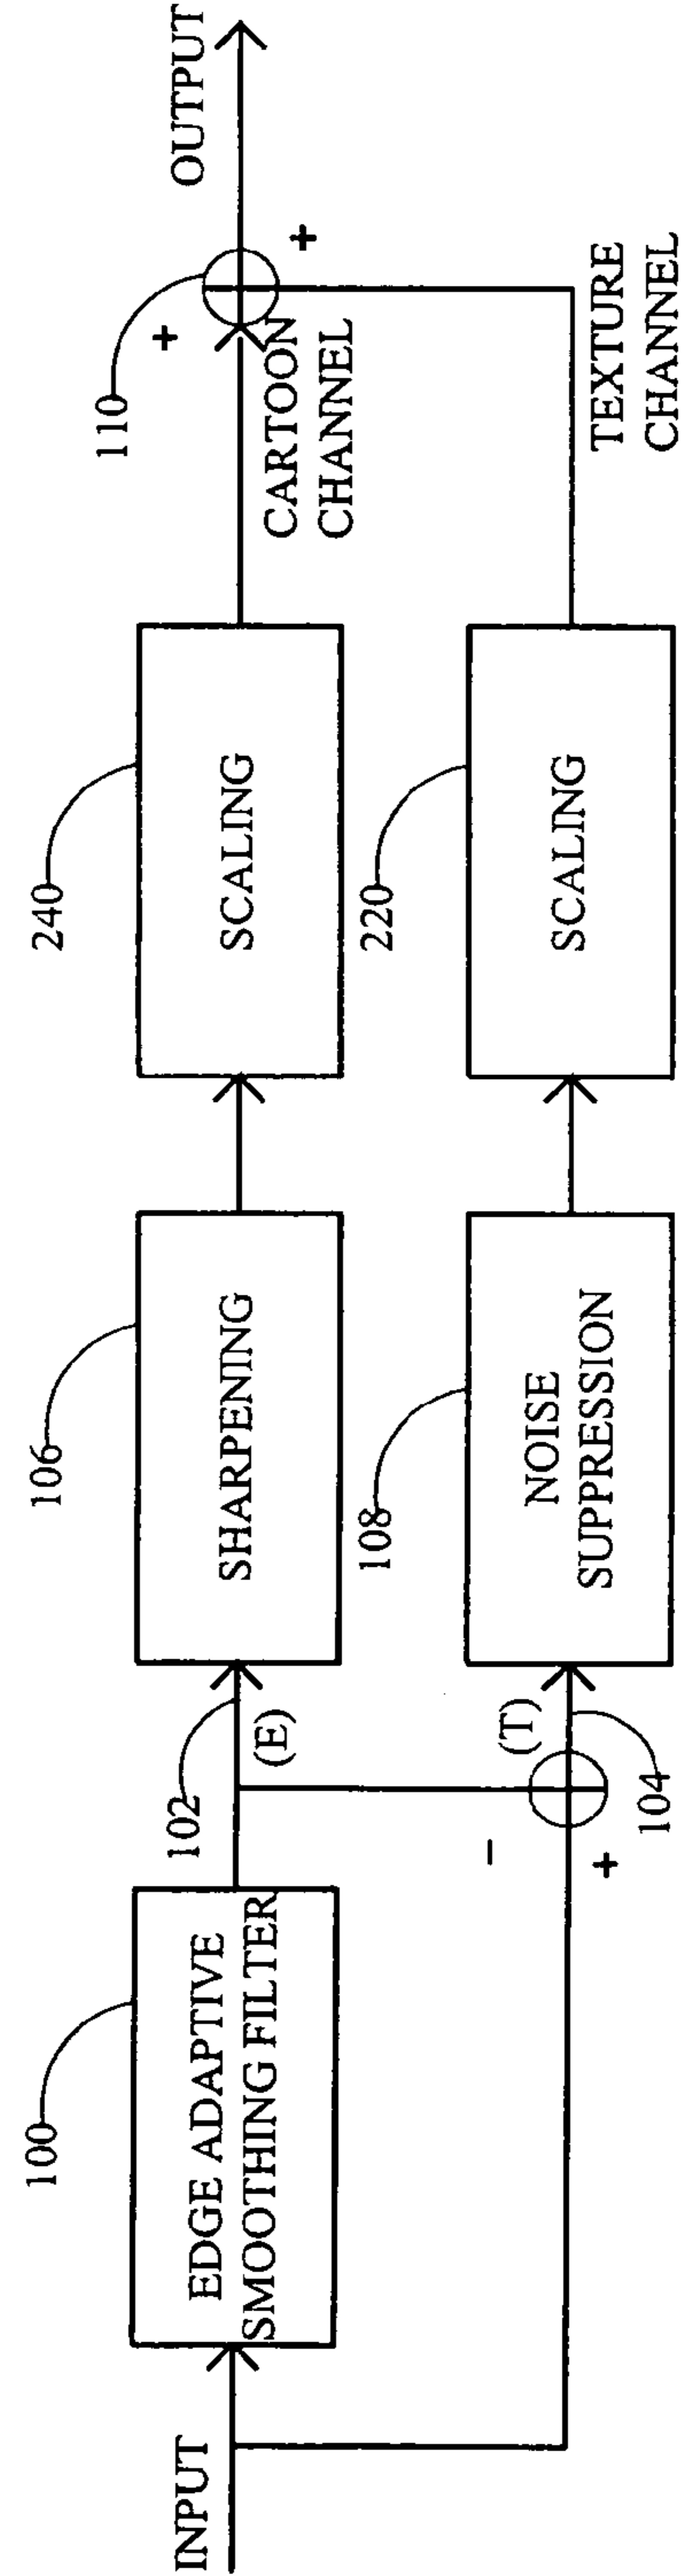 INPUT
100
EDGE ADAPTIVE
SMOOTHING FILTER
102
(E)
106
SHARPENING
240
SCALING
110
+
+
CARTOON
CHANNEL
OUTPUT
-
+
(T)
104
108
NOISE
SUPPRESSION
220
SCALING
TEXTURE
CHANNEL